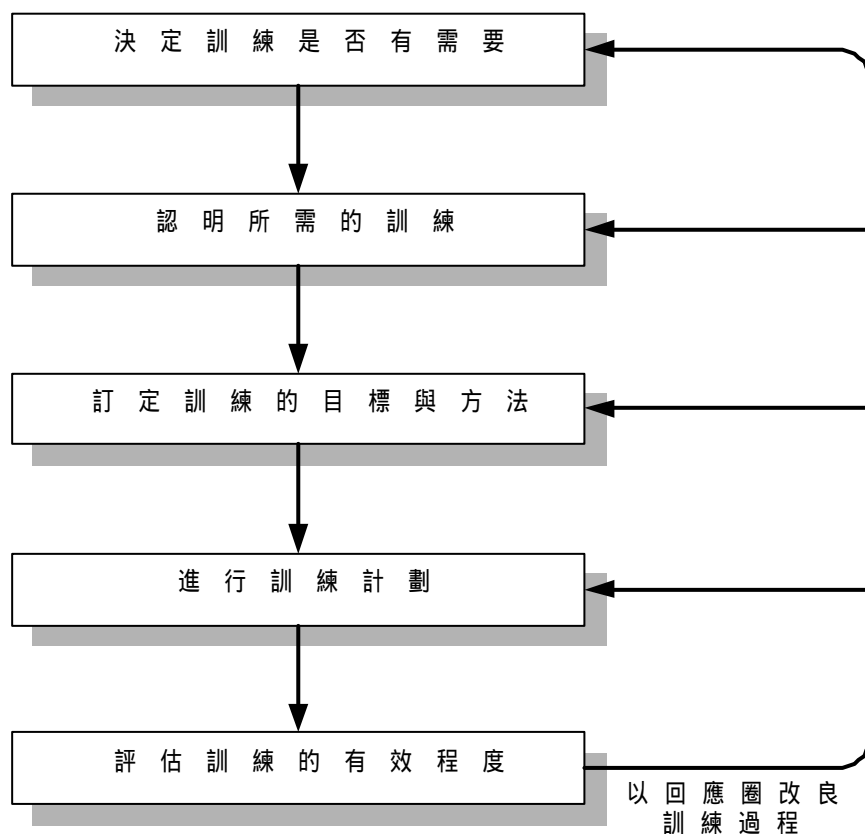 決定訓練是否有需要
認明所需的訓練
訂定訓練的目標與方法
進行訓練計劃
評估訓練的有效程度
以回應圈改良
訓練過程